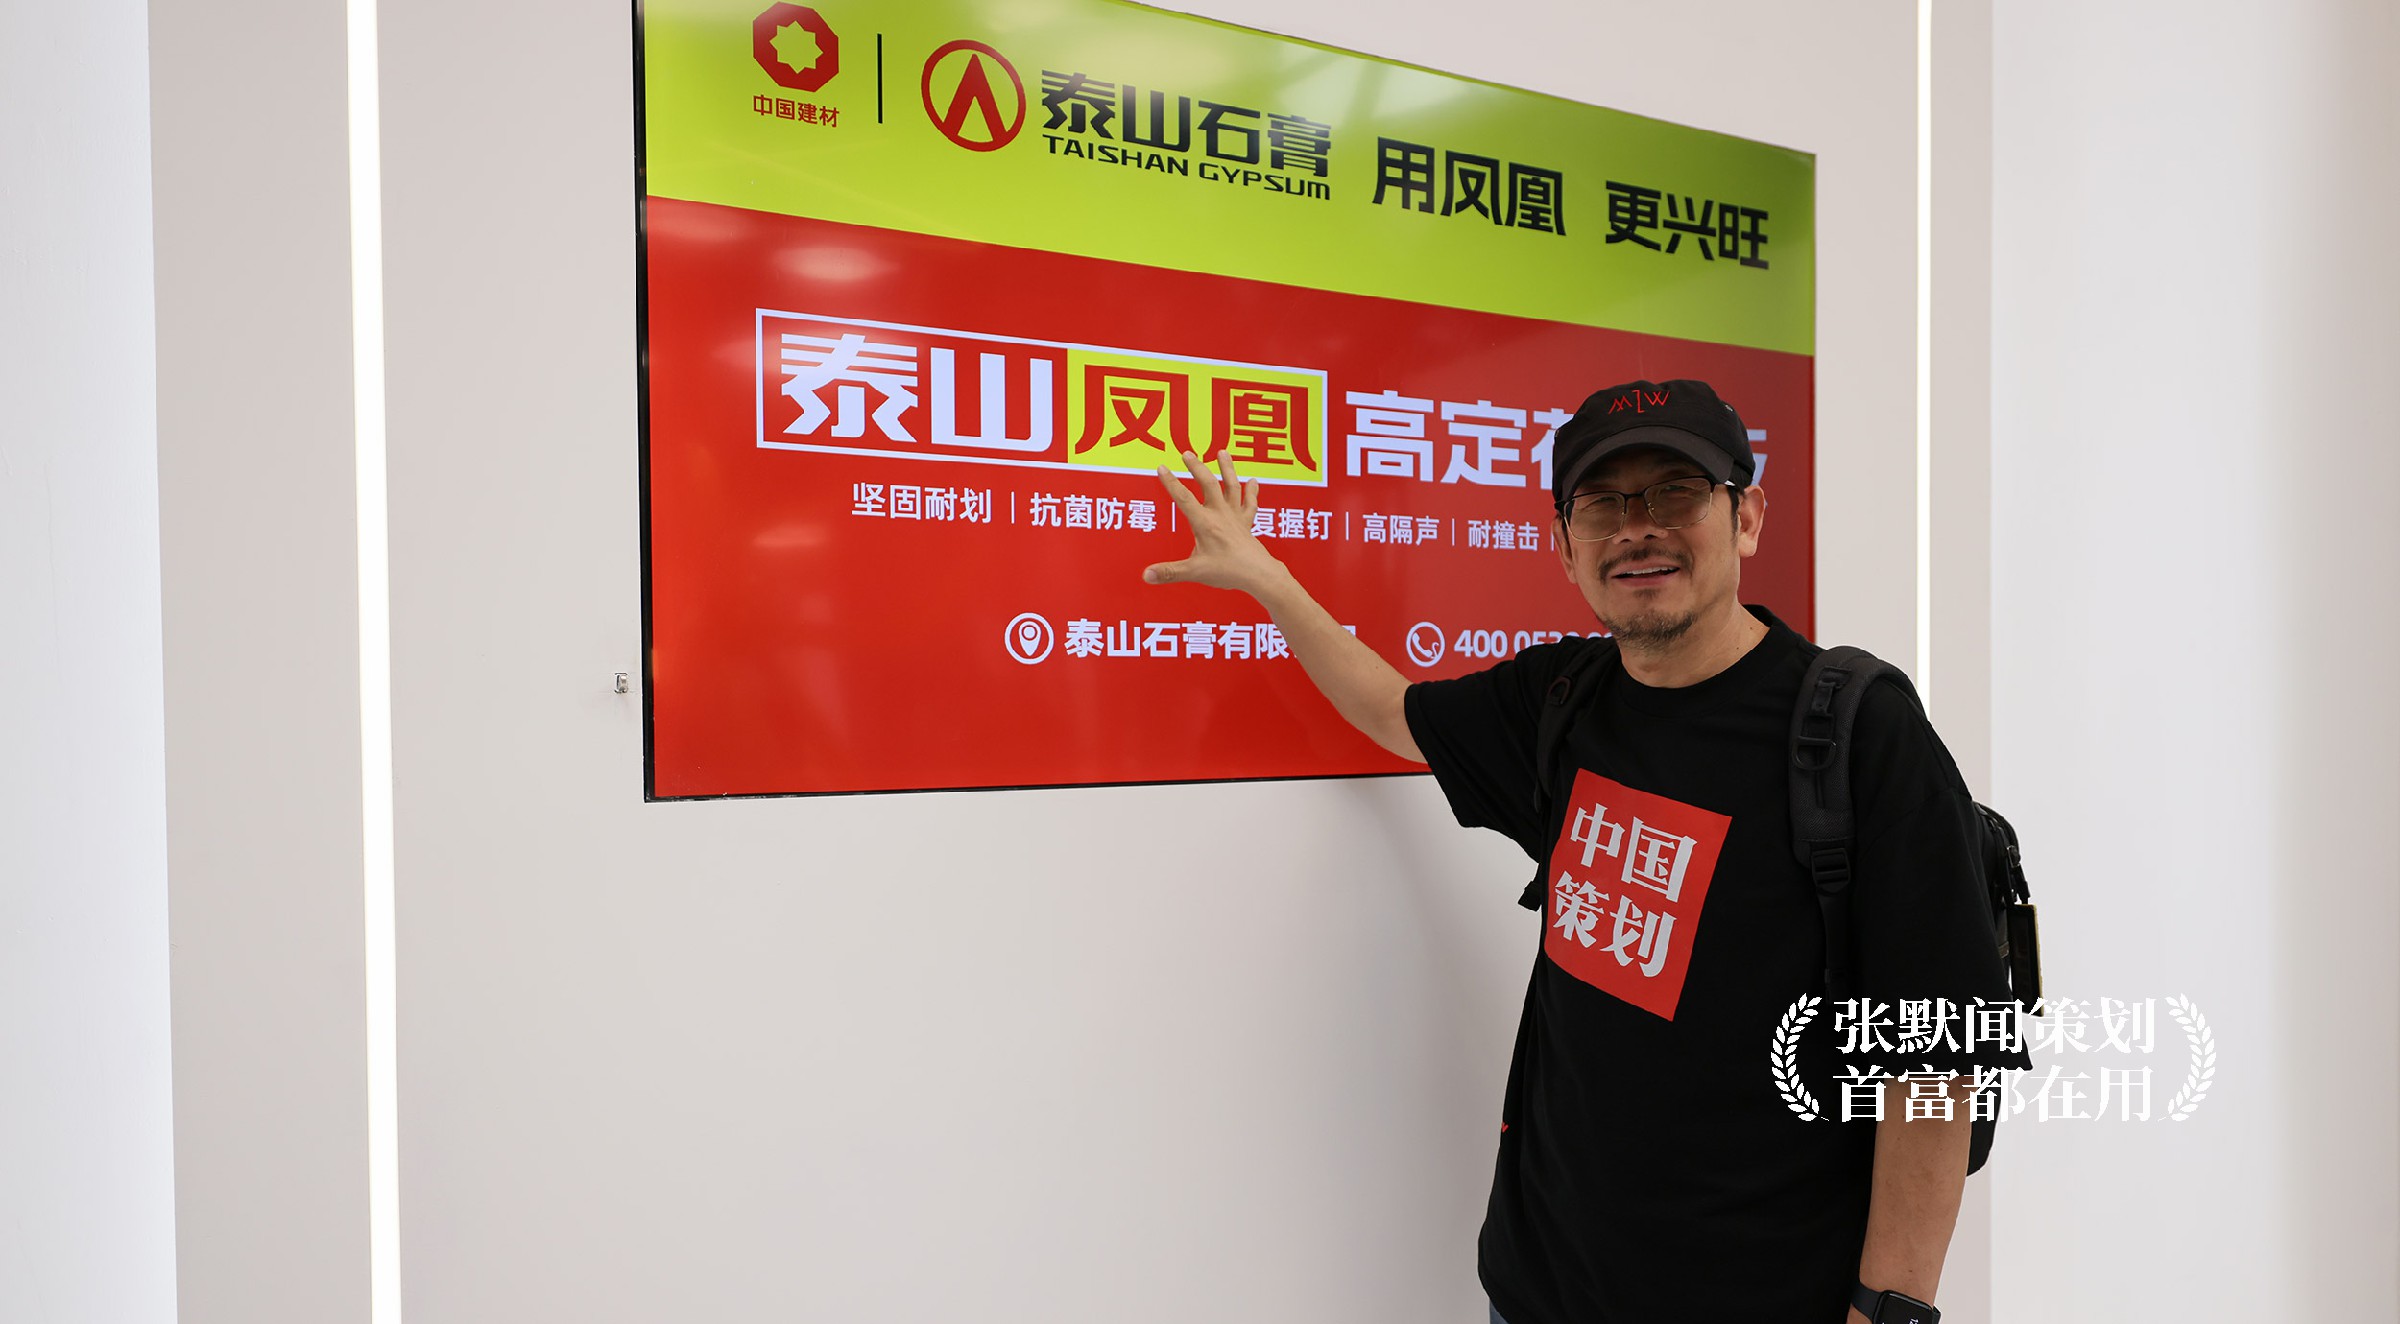 中国建材
泰山石膏 用凤凰 更兴旺
TAISHAN GYPSUM
泰山凤凰 高定
坚固耐划 | 抗菌防霉 | 复握钉 | 高隔声 | 耐撞击 |
泰山石膏有限
400
MZW
中国
策划
张默闻策划
首富都在用